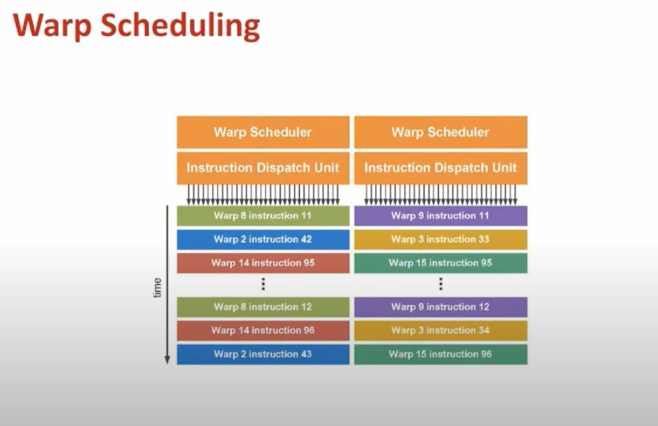 Warp Scheduling
Warp Scheduler
Warp Scheduler
Instruction Dispatch Unit
Instruction Dispatch Unit
Warp 8 instruction 11
Warp 9 instruction 11
Warp 2 instruction 42
Warp 3 instruction 33
Warp 14 instruction 95
Warp 15 instruction 95
time
Warp 8 instruction 12
Warp 9 instruction 12
Warp 14 instruction 96
Warp 3 instruction 34
Warp 2 instruction 43
Warp 15 instruction 96